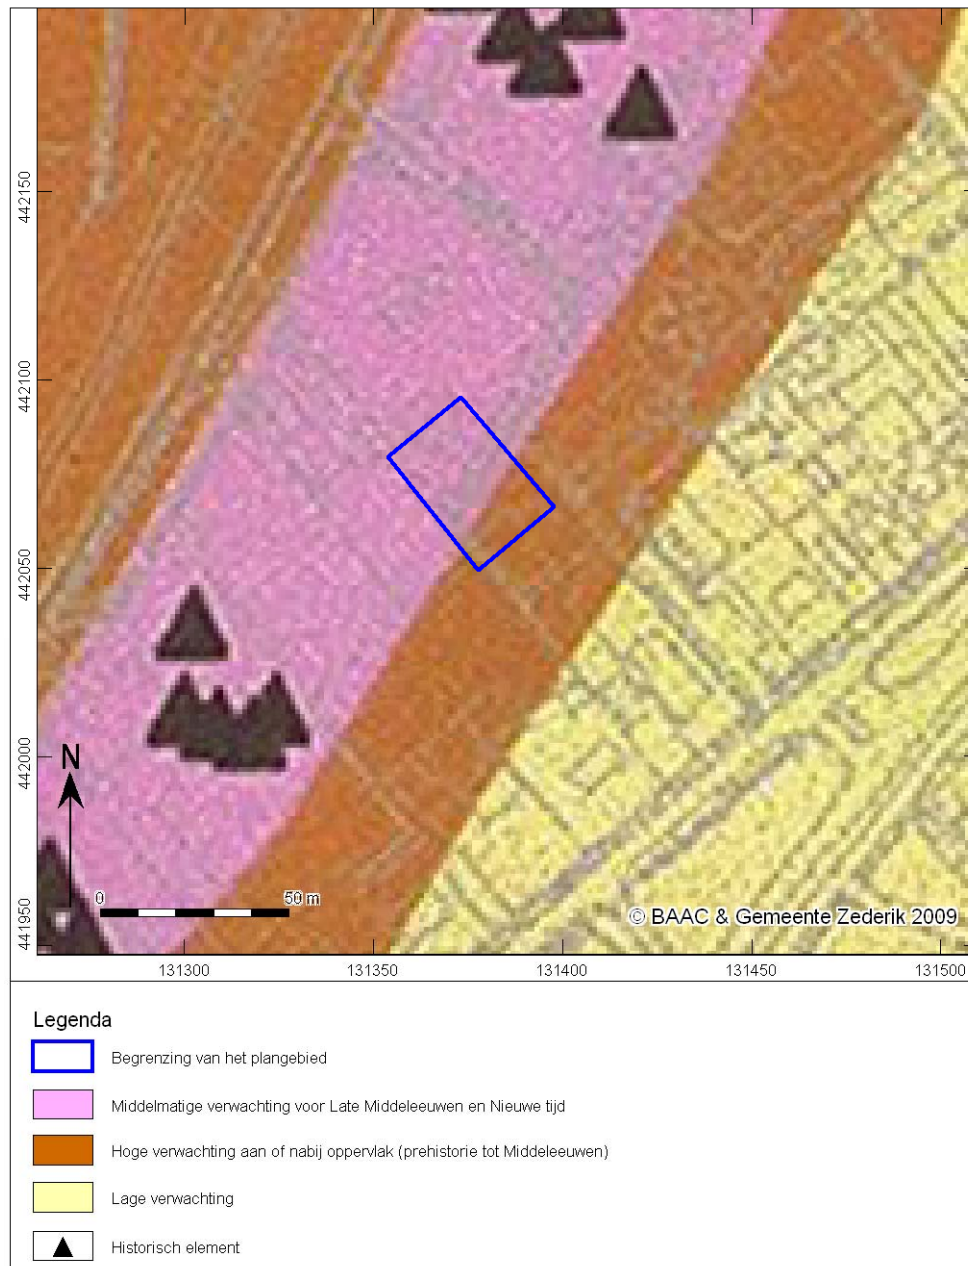 442150
442100
442050
442000
441950
N
0 50 m
© BAAC & Gemeente Zederik 2009
131300 131350 131400 131450 131500
Legenda
Begrenzing van het plangebied
Middelmatige verwachting voor Late Middeleeuwen en Nieuwe tijd
Hoge verwachting aan of nabij oppervlak (prehistorie tot Middeleeuwen)
Lage verwachting
Historisch element